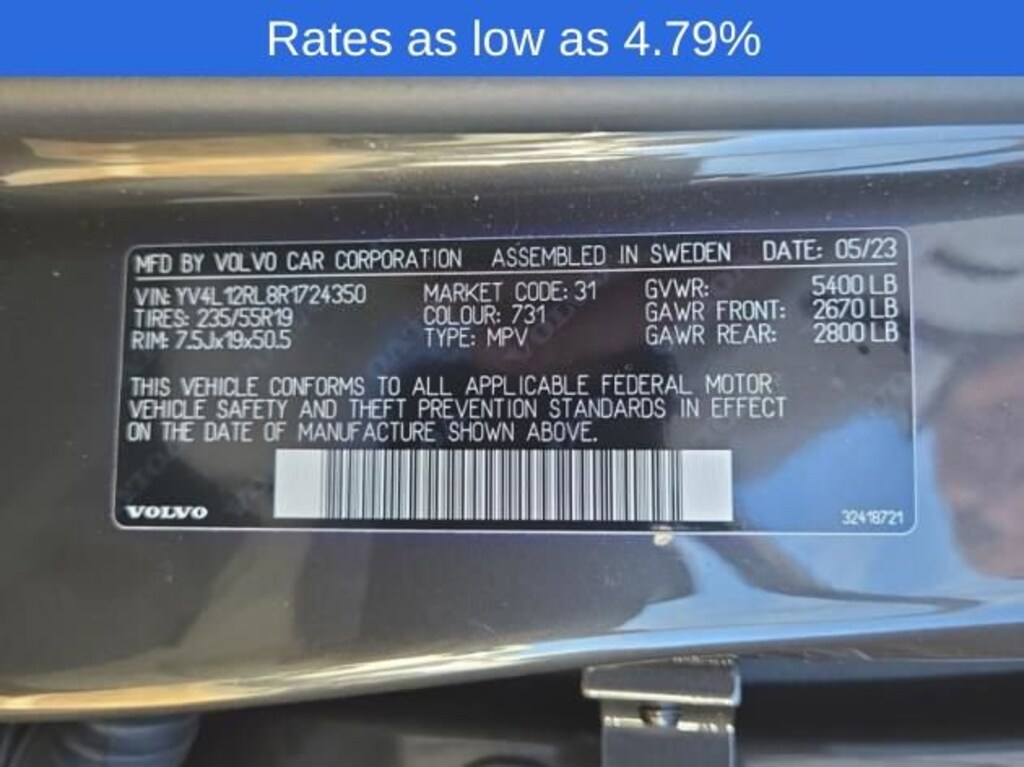 Rates as low as 4.79%
MFD BY VOLVO CAR CORPORATION ASSEMBLED IN SWEDEN DATE: 05/23
VIN: YV4L12RL8R1724350 MARKET CODE: 31 GVWR: 5400 LB
TIRES: 235/55R19 COLOUR: 731 GAWR FRONT: 2670 LB
RIM: 7.5Jx19x50.5 TYPE: MPV GAWR REAR: 2800 LB
THIS VEHICLE CONFORMS TO ALL APPLICABLE FEDERAL MOTOR
VEHICLE SAFETY AND THEFT PREVENTION STANDARDS IN EFFECT
ON THE DATE OF MANUFACTURE SHOWN ABOVE.
VOLVO 32418721